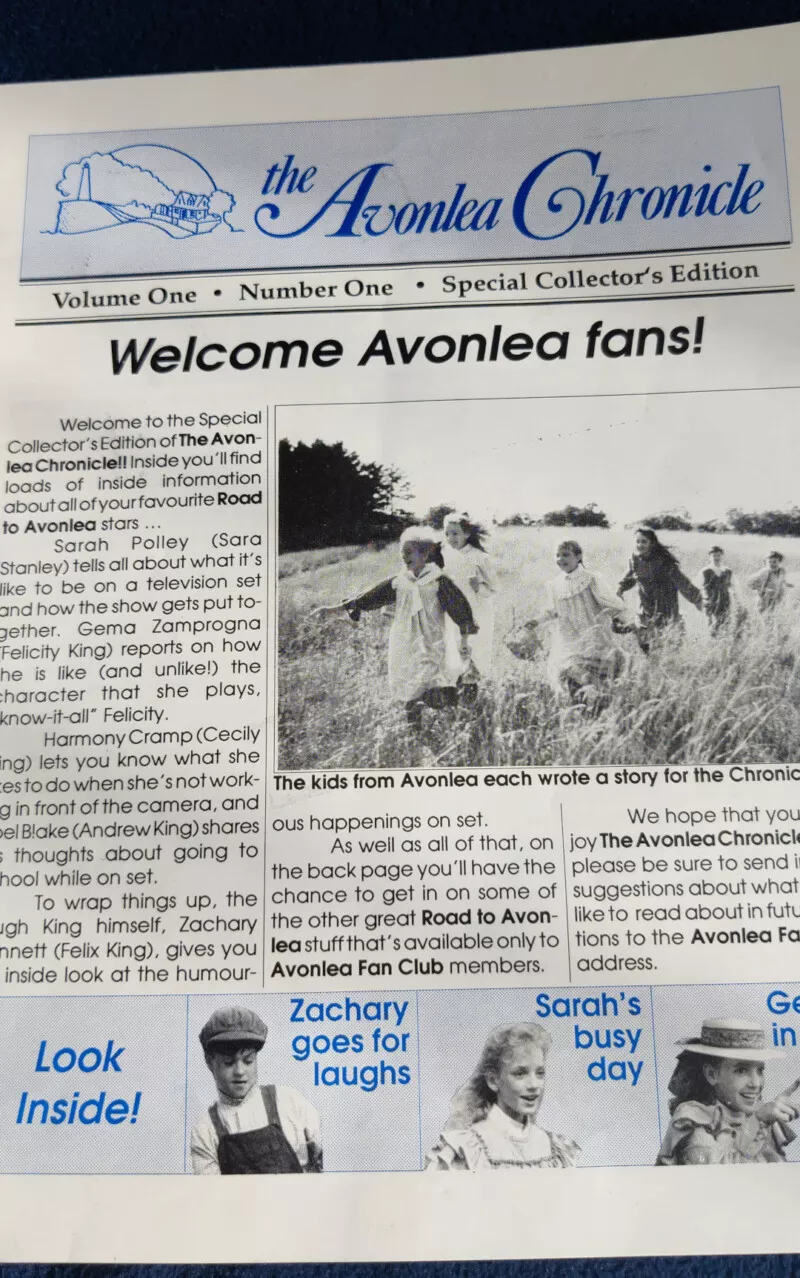 the Avonlea Chronicle
Volume One • Number One • Special Collector's Edition
Welcome Avonlea fans!
Welcome to the Special
Collector's Edition of The Avon-
lea Chronicle!! Inside you'll find
loads of inside information
about all of your favourite Road
to Avonlea stars ...
Sarah Polley (Sara
Stanley) tells all about what it's
like to be on a television set
and how the show gets put to-
gether. Gema Zamprogna
(Felicity King) reports on how
he is like (and unlike!) the
character that she plays,
know-it-all" Felicity.
Harmony Cramp (Cecily
ing) lets you know what she
es to do when she's not work-
g in front of the camera, and
el Blake (Andrew King) shares
s thoughts about going to
hool while on set.
To wrap things up, the
ugh King himself, Zachary
nnett (Felix King), gives you
inside look at the humour-
The kids from Avonlea each wrote a story for the Chronic
ous happenings on set.
As well as all of that, on
the back page you'll have the
chance to get in on some of
the other great Road to Avon-
lea stuff that's available only to
Avonlea Fan Club members.
We hope that you
joy The Avonlea Chronicle
please be sure to send i
suggestions about what
like to read about in futu
tions to the Avonlea Fa
address.
Look
Inside!
Zachary
goes for
laughs
Sarah's
busy
day
Ge
in